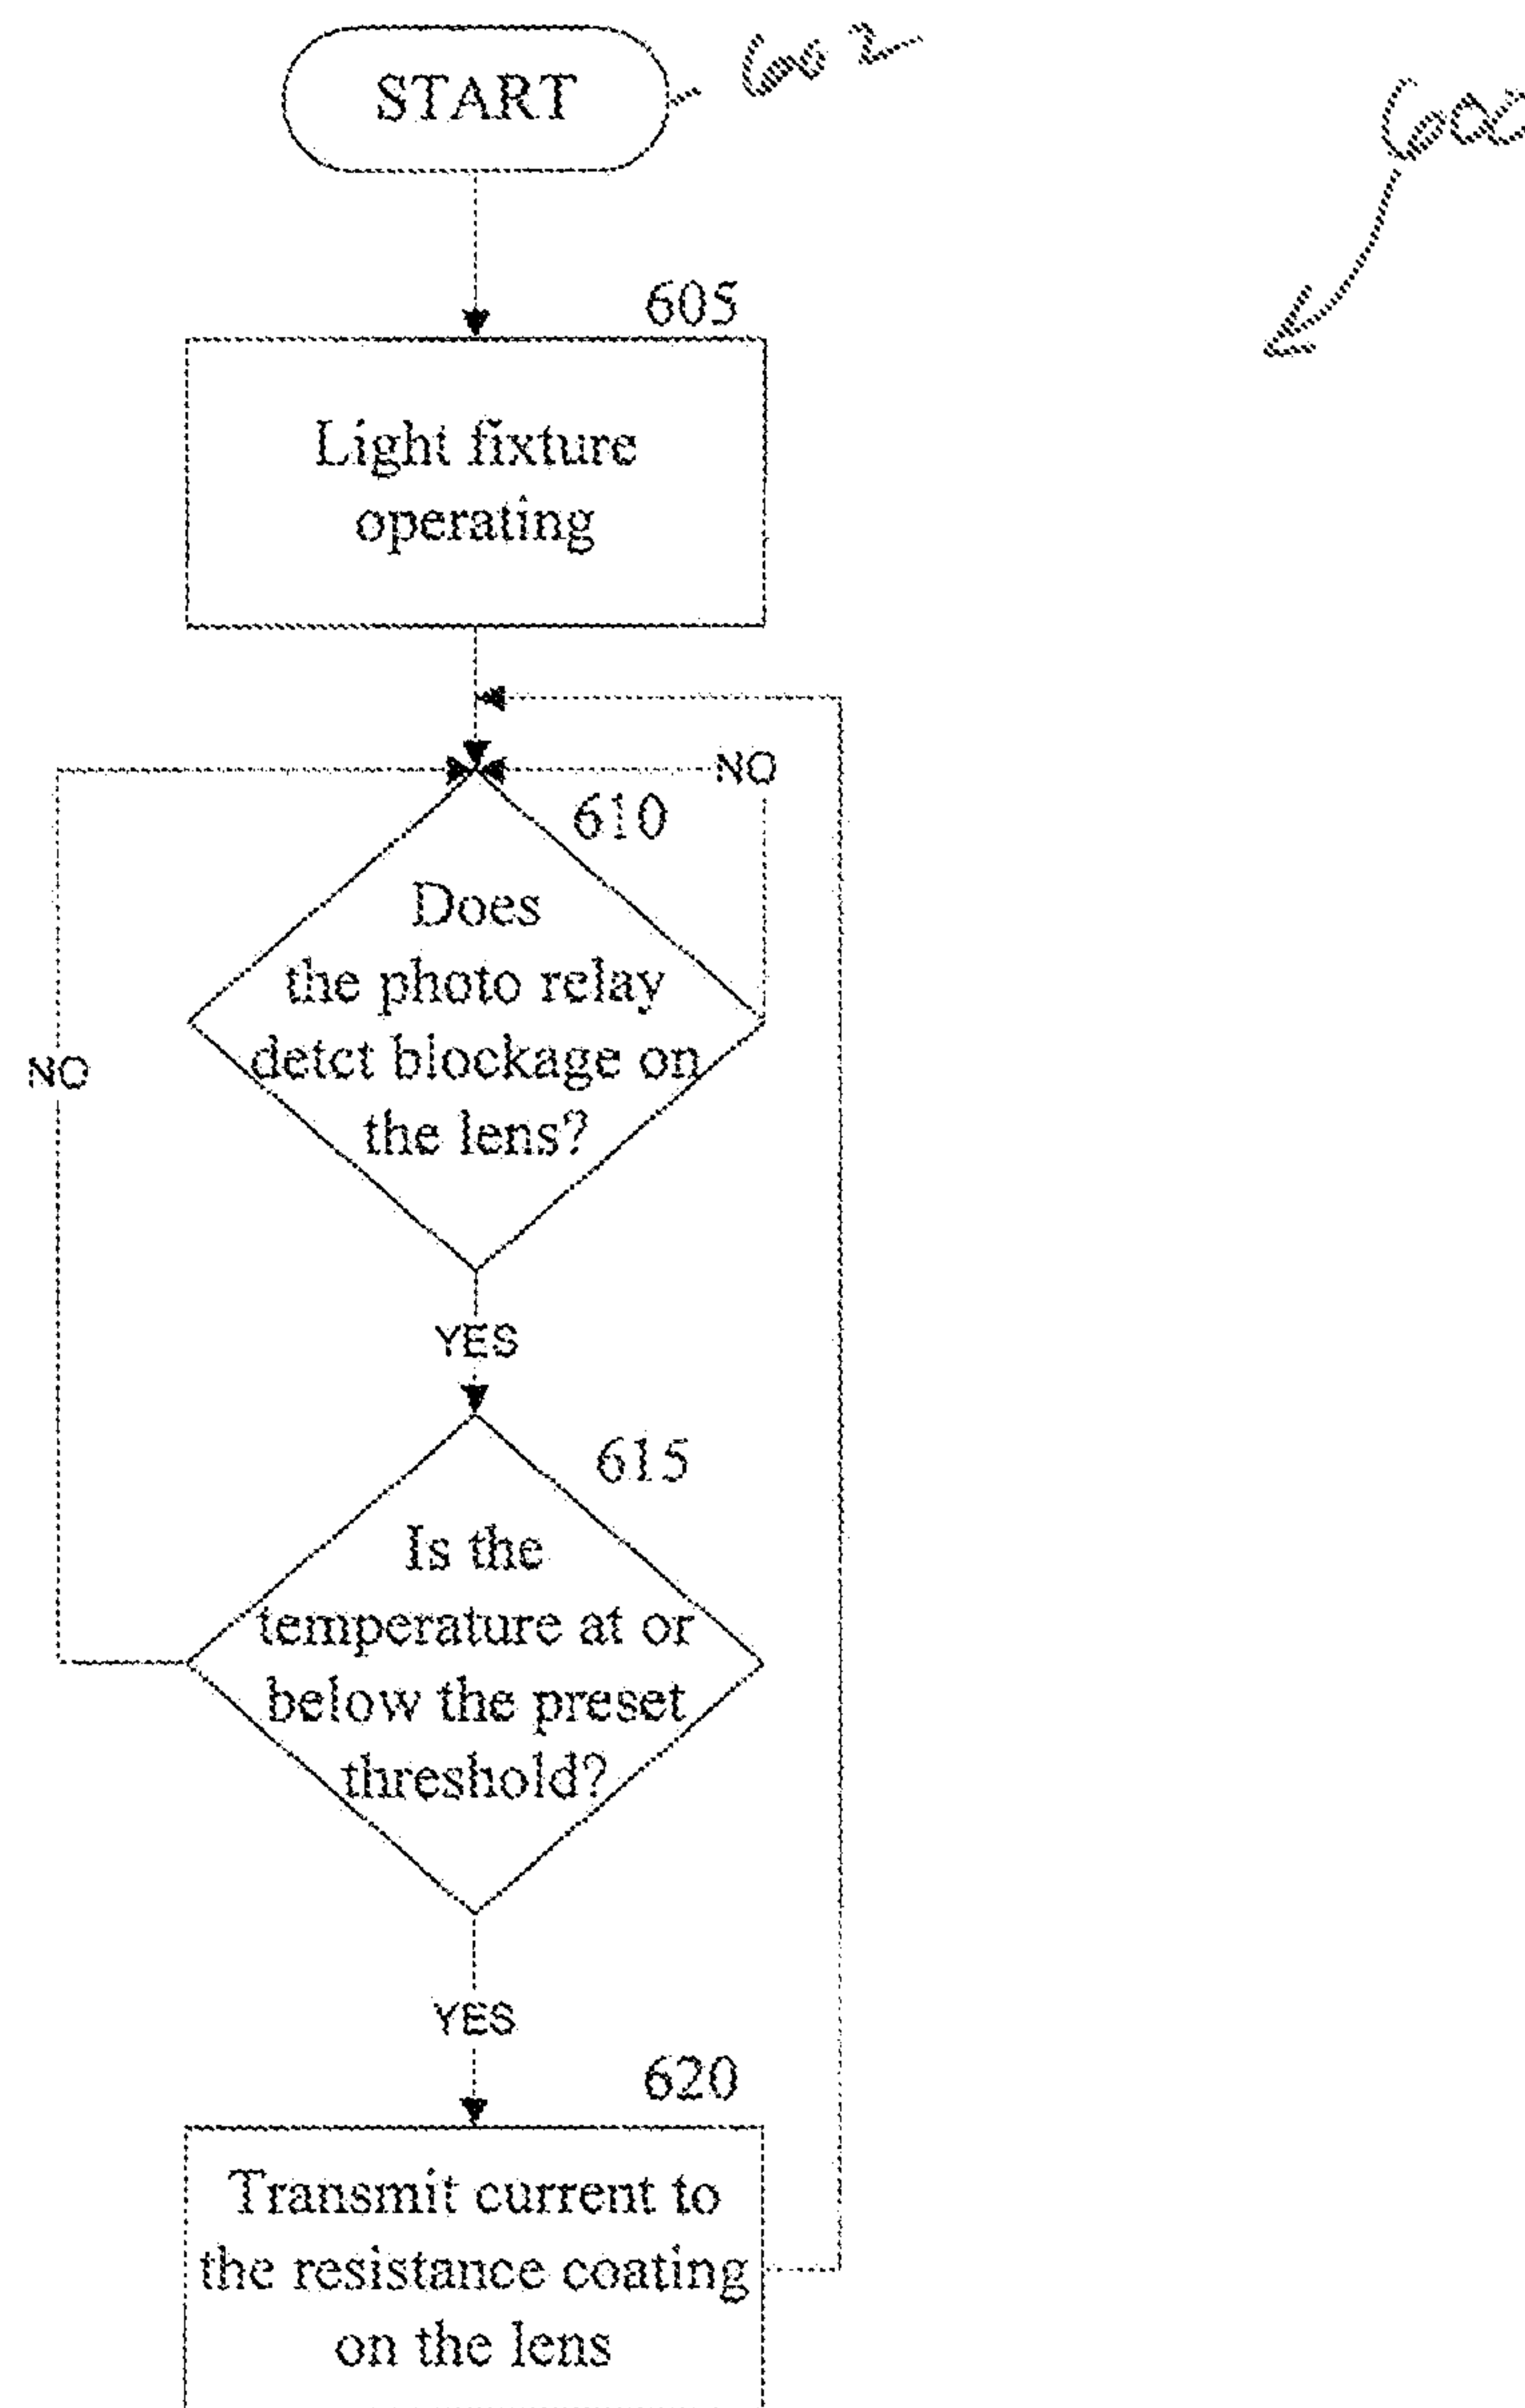 START
602
600
605
Light fixture
operating
NO
610
Does
the photo relay
detct blockage on
the lens?
NO
YES
615
Is the
temperature at or
below the preset
threshold?
YES
620
Transmit current to
the resistance coating
on the lens